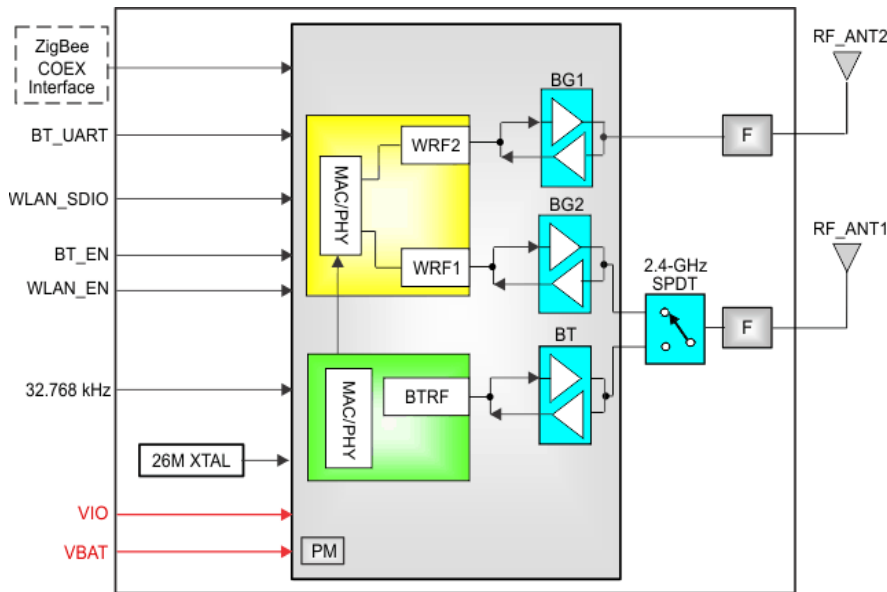 ZigBee
COEX
Interface
BT_UART
WLAN_SDIO
BT_EN
WLAN_EN
32.768 kHz
26M XTAL
VIO
VBAT
PM
MAC/PHY
WRF2
WRF1
MAC/PHY
BTRF
BG1
BG2
BT
2.4-GHz
SPDT
F
F
RF_ANT2
RF_ANT1